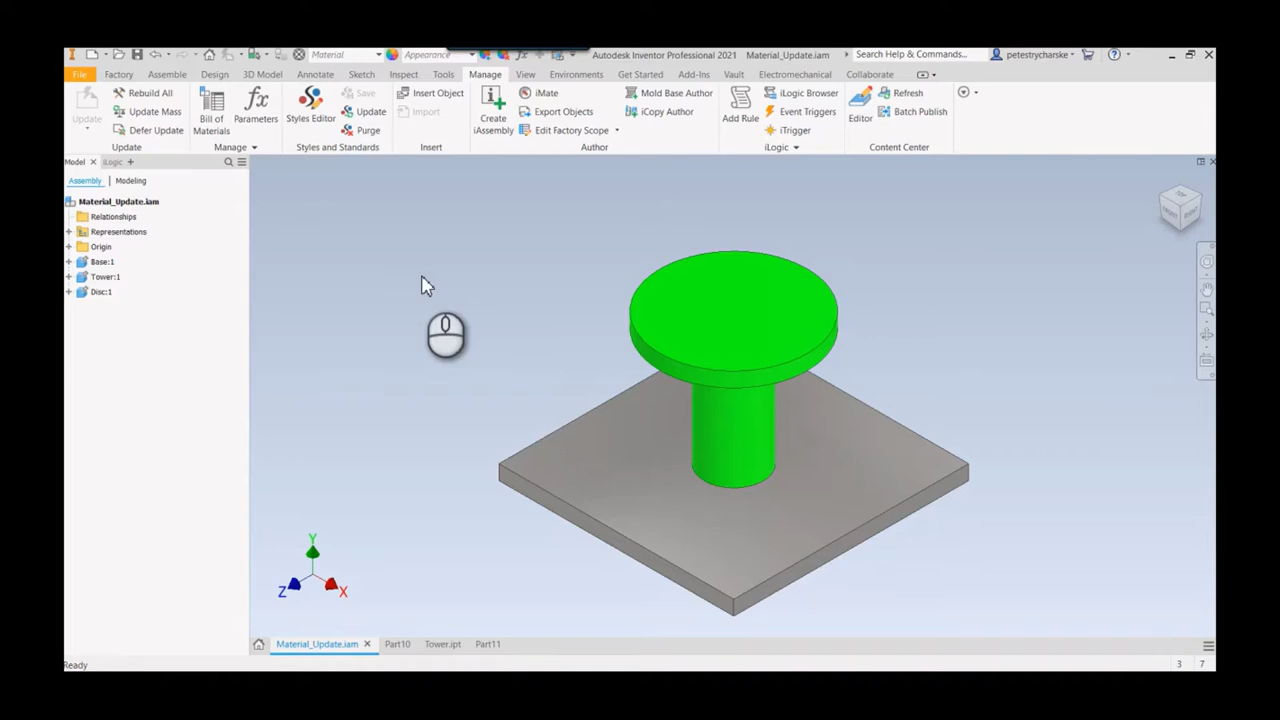 Material
Appearance
Autodesk Inventor Professional 2021 Material_Update.iam
Search Help & Commands...
petestrycharske
File Factory Assemble Design 3D Model Annotate Sketch Inspect Tools Manage View Environments Get Started Add-Ins Vault Electromechanical Collaborate
Update
Rebuild All
Update Mass
Defer Update
Update
Bill of
Materials
Parameters
Manage
Styles Editor
Save
Update
Purge
Styles and Standards
Insert Object
Import
Insert
Create
iAssembly
iMate
Export Objects
Edit Factory Scope
Mold Base Author
iCopy Author
Author
Add Rule
iLogic Browser
Event Triggers
iTrigger
iLogic
Editor
Refresh
Batch Publish
Content Center
Model
iLogic
Assembly
Modeling
Material_Update.iam
Relationships
Representations
Origin
Base:1
Tower:1
Disc:1
TOP
FRONT
RIGHT
Y
Z
X
Material_Update.iam
Part10
Tower.ipt
Part11
Ready
3
7